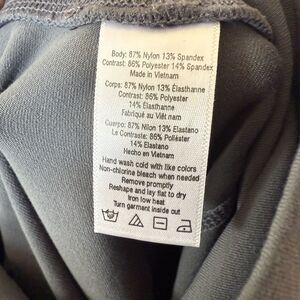 Body: 87% Nylon 13% Spandex
Contrast: 86% Polyester 14% Spandex
Made in Vietnam
Corps: 87% Nylon 13% Élasthanne
Contraste: 86% Polyester
14% Élasthanne
Fabriqué au Viêt nam
Cuerpo: 87% Nilon 13% Elastano
Le Contraste: 86% Poliéster
14% Elastano
Hecho en Vietnam
Hand wash cold with like colors
Non-chlorine bleach when needed
Remove promptly
Reshape and lay flat to dry
Iron low heat
Turn garment inside out